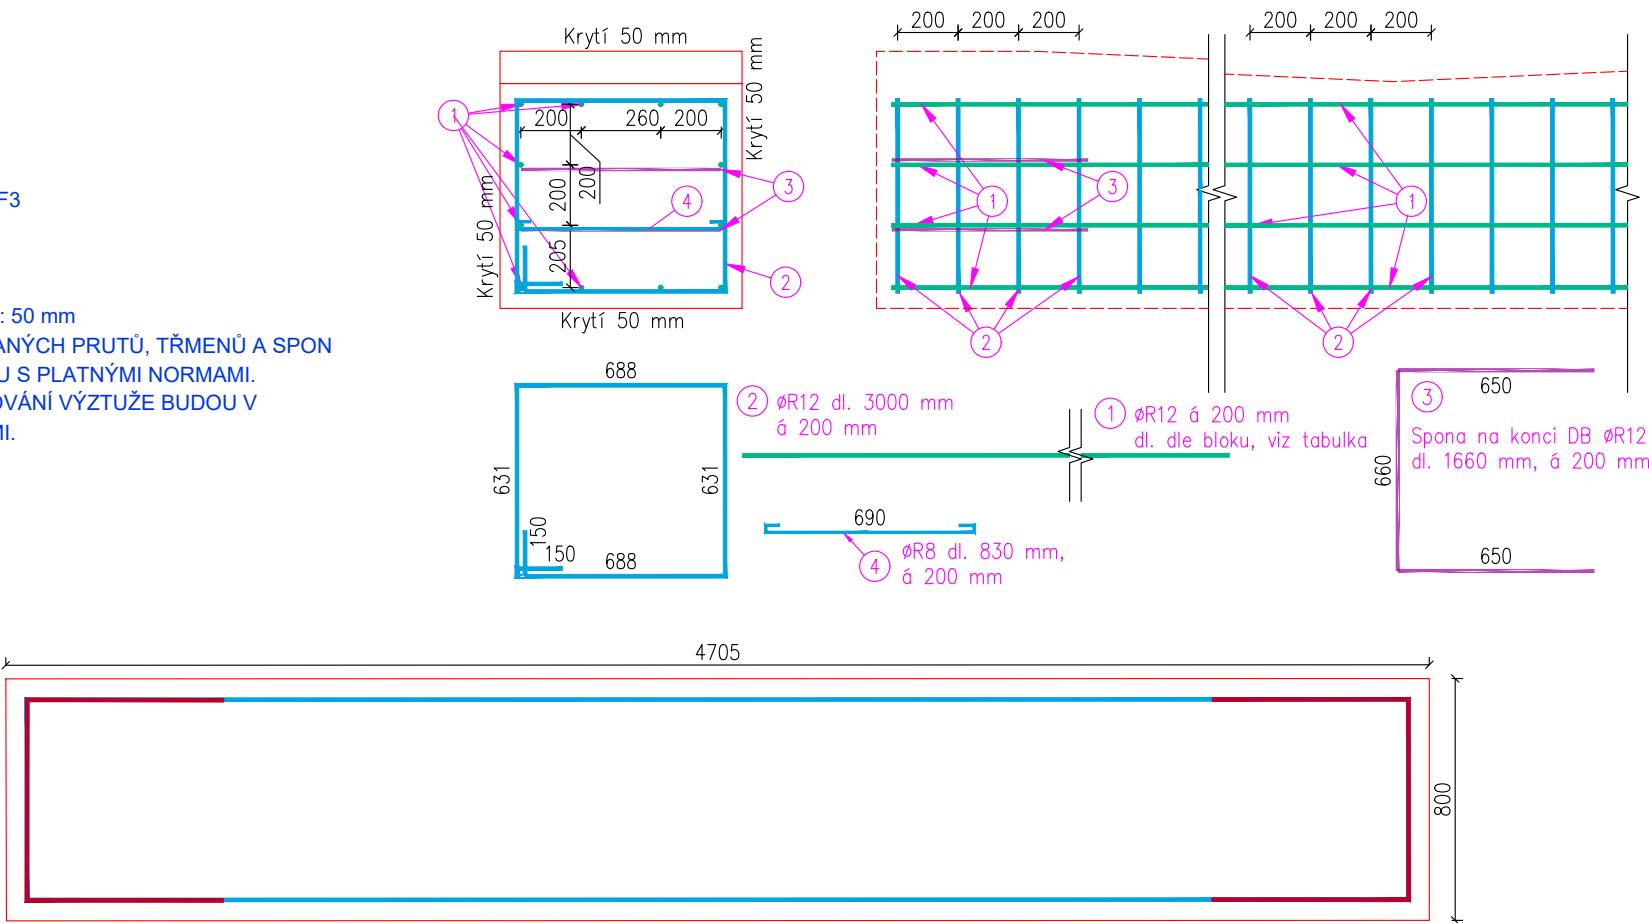 F3
: 50 mm
ANÝCH PRUTŮ, TŘMENŮ A SPON
U S PLATNÝMI NORMAMI.
OVÁNÍ VÝZTUŽE BUDOU V
MI.
Krytí 50 mm
Krytí 50 mm
Krytí 50 mm
Krytí 50 mm
1
200
260
200
200
200
205
3
4
2
200
200
200
200
200
200
1
3
1
2
2
688
631
631
150
150
688
2
øR12 dl. 3000 mm
á 200 mm
1
øR12 á 200 mm
dl. dle bloku, viz tabulka
690
4
øR8 dl. 830 mm,
á 200 mm
650
3
Spona na konci DB øR12
dl. 1660 mm, á 200 mm
660
650
4705
800